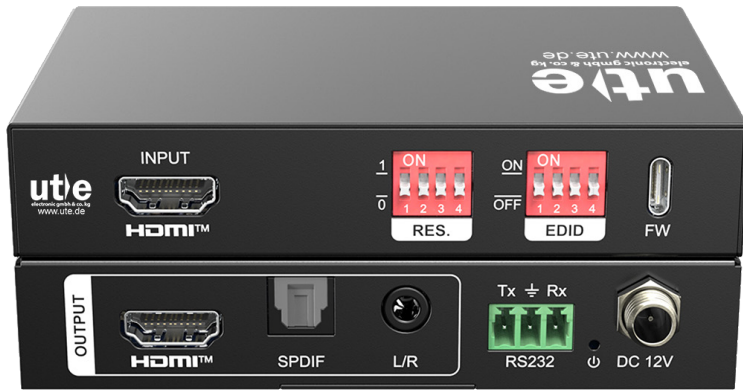 www.ute.de
electronic gmbh & co.kg
ut e
INPUT
HDMI™
ut e
electronic gmbh & co. kg
www.ute.de
1
0
ON
1 2 3 4
RES.
ON
OFF
ON
1 2 3 4
EDID
FW
OUTPUT
HDMI™
SPDIF
L/R
Tx Rx
RS232
DC 12V